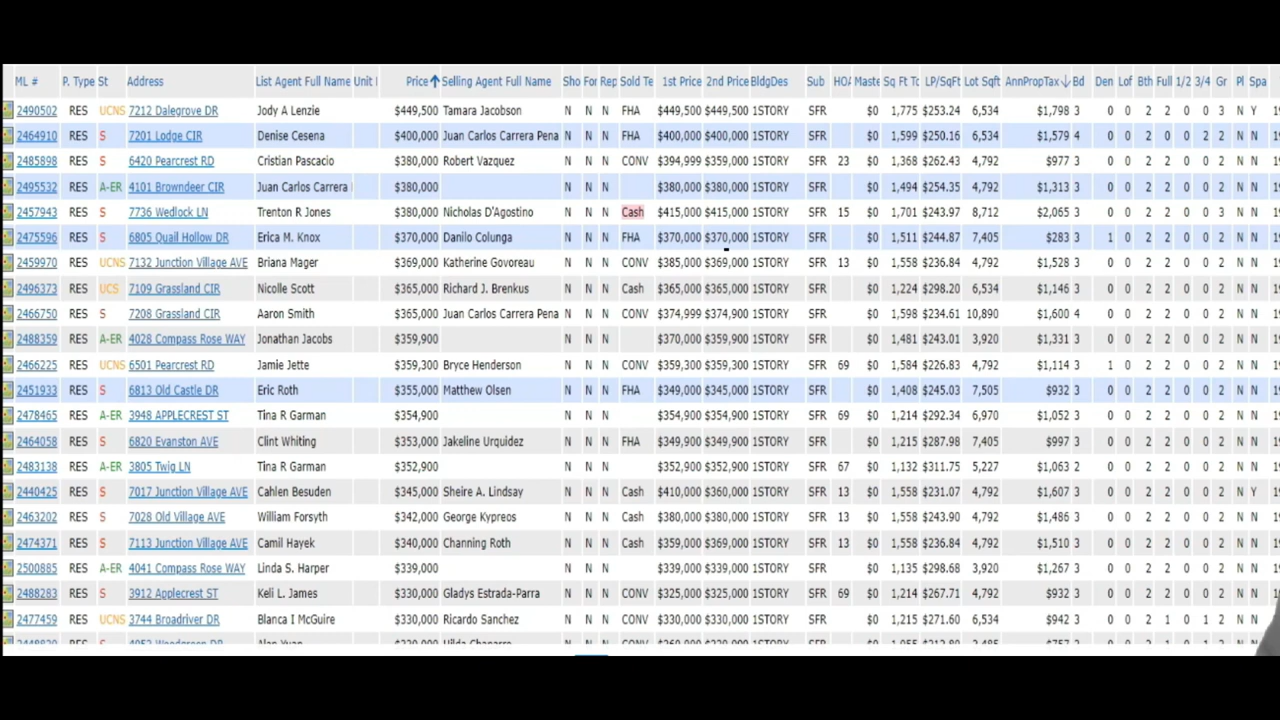 ML # P. Type St Address List Agent Full Name Unit Price Selling Agent Full Name Sho For Rep Sold Te 1st Price 2nd Price BldgDes Sub HOA Maste Sq Ft To LP/SqFt Lot Sqft AnnPropTax Bd Den Lof Bth Full 1/2 3/4 Gr Pl Spa
2490502 RES UCNS 7212 Dalegrove DR Jody A Lenzie $449,500 Tamara Jacobson N N N FHA $449,500 $449,500 1STORY SFR $0 1,775 $253.24 6,534 $1,798 3 0 0 2 2 0 0 3 N Y
2464910 RES S 7201 Lodge CIR Denise Cesena $400,000 Juan Carlos Carrera Pena N N N FHA $400,000 $400,000 1STORY SFR $0 1,599 $250.16 6,534 $1,579 4 0 0 2 0 0 2 2 N N
2485898 RES S 6420 Pearcrest RD Cristian Pascacio $380,000 Robert Vazquez N N N CONV $394,999 $359,000 1STORY SFR 23 $0 1,368 $262.43 4,792 $977 3 0 0 2 2 0 0 2 N N
2495532 RES A-ER 4101 Browndeer CIR Juan Carlos Carrera $380,000 N N N $380,000 $380,000 1STORY SFR $0 1,494 $254.35 4,792 $1,313 3 0 0 2 2 0 0 2 N N
2457943 RES S 7736 Wedlock LN Trenton R Jones $380,000 Nicholas D'Agostino N N N Cash $415,000 $415,000 1STORY SFR 15 $0 1,701 $243.97 8,712 $2,065 3 0 0 2 2 0 0 3 N N
2475596 RES S 6805 Quail Hollow DR Erica M. Knox $370,000 Danilo Colunga N N N FHA $370,000 $370,000 1STORY SFR $0 1,511 $244.87 7,405 $283 3 1 0 2 2 0 0 2 N N
2459970 RES UCNS 7132 Junction Village AVE Briana Mager $369,000 Katherine Govoreau N N N CONV $385,000 $369,000 1STORY SFR 13 $0 1,558 $236.84 4,792 $1,528 3 0 0 2 2 0 0 2 N N
2496373 RES UCS 7109 Grassland CIR Nicolle Scott $365,000 Richard J. Brenkus N N N Cash $365,000 $365,000 1STORY SFR $0 1,224 $298.20 6,534 $1,146 3 0 0 2 2 0 0 2 N N
2466750 RES S 7208 Grassland CIR Aaron Smith $365,000 Juan Carlos Carrera Pena N N N CONV $374,999 $374,900 1STORY SFR $0 1,598 $234.61 10,890 $1,600 4 0 0 2 2 0 0 2 N N
2488359 RES A-ER 4028 Compass Rose WAY Jonathan Jacobs $359,900 N N N $370,000 $359,900 1STORY SFR $0 1,481 $243.01 3,920 $1,331 3 0 0 2 2 0 0 2 N N
2466225 RES UCNS 6501 Pearcrest RD Jamie Jette $359,300 Bryce Henderson N N N CONV $359,300 $359,300 1STORY SFR 69 $0 1,584 $226.83 4,792 $1,114 3 1 0 2 2 0 0 2 N N
2451933 RES S 6813 Old Castle DR Eric Roth $355,000 Matthew Olsen N N N FHA $349,000 $345,000 1STORY SFR $0 1,408 $245.03 7,505 $932 3 0 0 2 2 0 0 2 N N
2478465 RES A-ER 3948 APPLECREST ST Tina R Garman $354,900 N N N $354,900 $354,900 1STORY SFR 69 $0 1,214 $292.34 6,970 $1,052 3 0 0 2 2 0 0 2 N N
2464058 RES S 6820 Evanston AVE Clint Whiting $353,000 Jakeline Urquidez N N N FHA $349,900 $349,900 1STORY SFR $0 1,215 $287.98 7,405 $997 3 0 0 2 2 0 0 2 N N
2483138 RES A-ER 3805 Twig LN Tina R Garman $352,900 N N N $352,900 $352,900 1STORY SFR 67 $0 1,132 $311.75 5,227 $1,063 2 0 0 2 2 0 0 2 N N
2440425 RES S 7017 Junction Village AVE Cahlen Besuden $345,000 Sheire A. Lindsay N N N Cash $410,000 $360,000 1STORY SFR 13 $0 1,558 $231.07 4,792 $1,607 3 0 0 2 2 0 0 2 N Y
2463202 RES S 7028 Old Village AVE William Forsyth $342,000 George Kypreos N N N Cash $380,000 $380,000 1STORY SFR 13 $0 1,558 $243.90 4,792 $1,486 3 0 0 2 2 0 0 2 N N
2474371 RES S 7113 Junction Village AVE Camil Hayek $340,000 Channing Roth N N N Cash $359,000 $369,000 1STORY SFR 13 $0 1,558 $236.84 4,792 $1,510 3 0 0 2 2 0 0 2 N N
2500885 RES A-ER 4041 Compass Rose WAY Linda S. Harper $339,000 N N N $339,000 $339,000 1STORY SFR $0 1,135 $298.68 3,920 $1,267 3 0 0 2 2 0 0 2 N N
2488283 RES S 3912 Applecrest ST Keli L. James $330,000 Gladys Estrada-Parra N N N CONV $325,000 $325,000 1STORY SFR 69 $0 1,214 $267.71 4,792 $932 3 0 0 2 2 0 0 2 N N
2477459 RES UCNS 3744 Broadriver DR Blanca I McGuire $330,000 Ricardo Sanchez N N N CONV $330,000 $330,000 1STORY SFR $0 1,215 $271.60 6,534 $942 3 0 0 2 1 0 1 2 N N